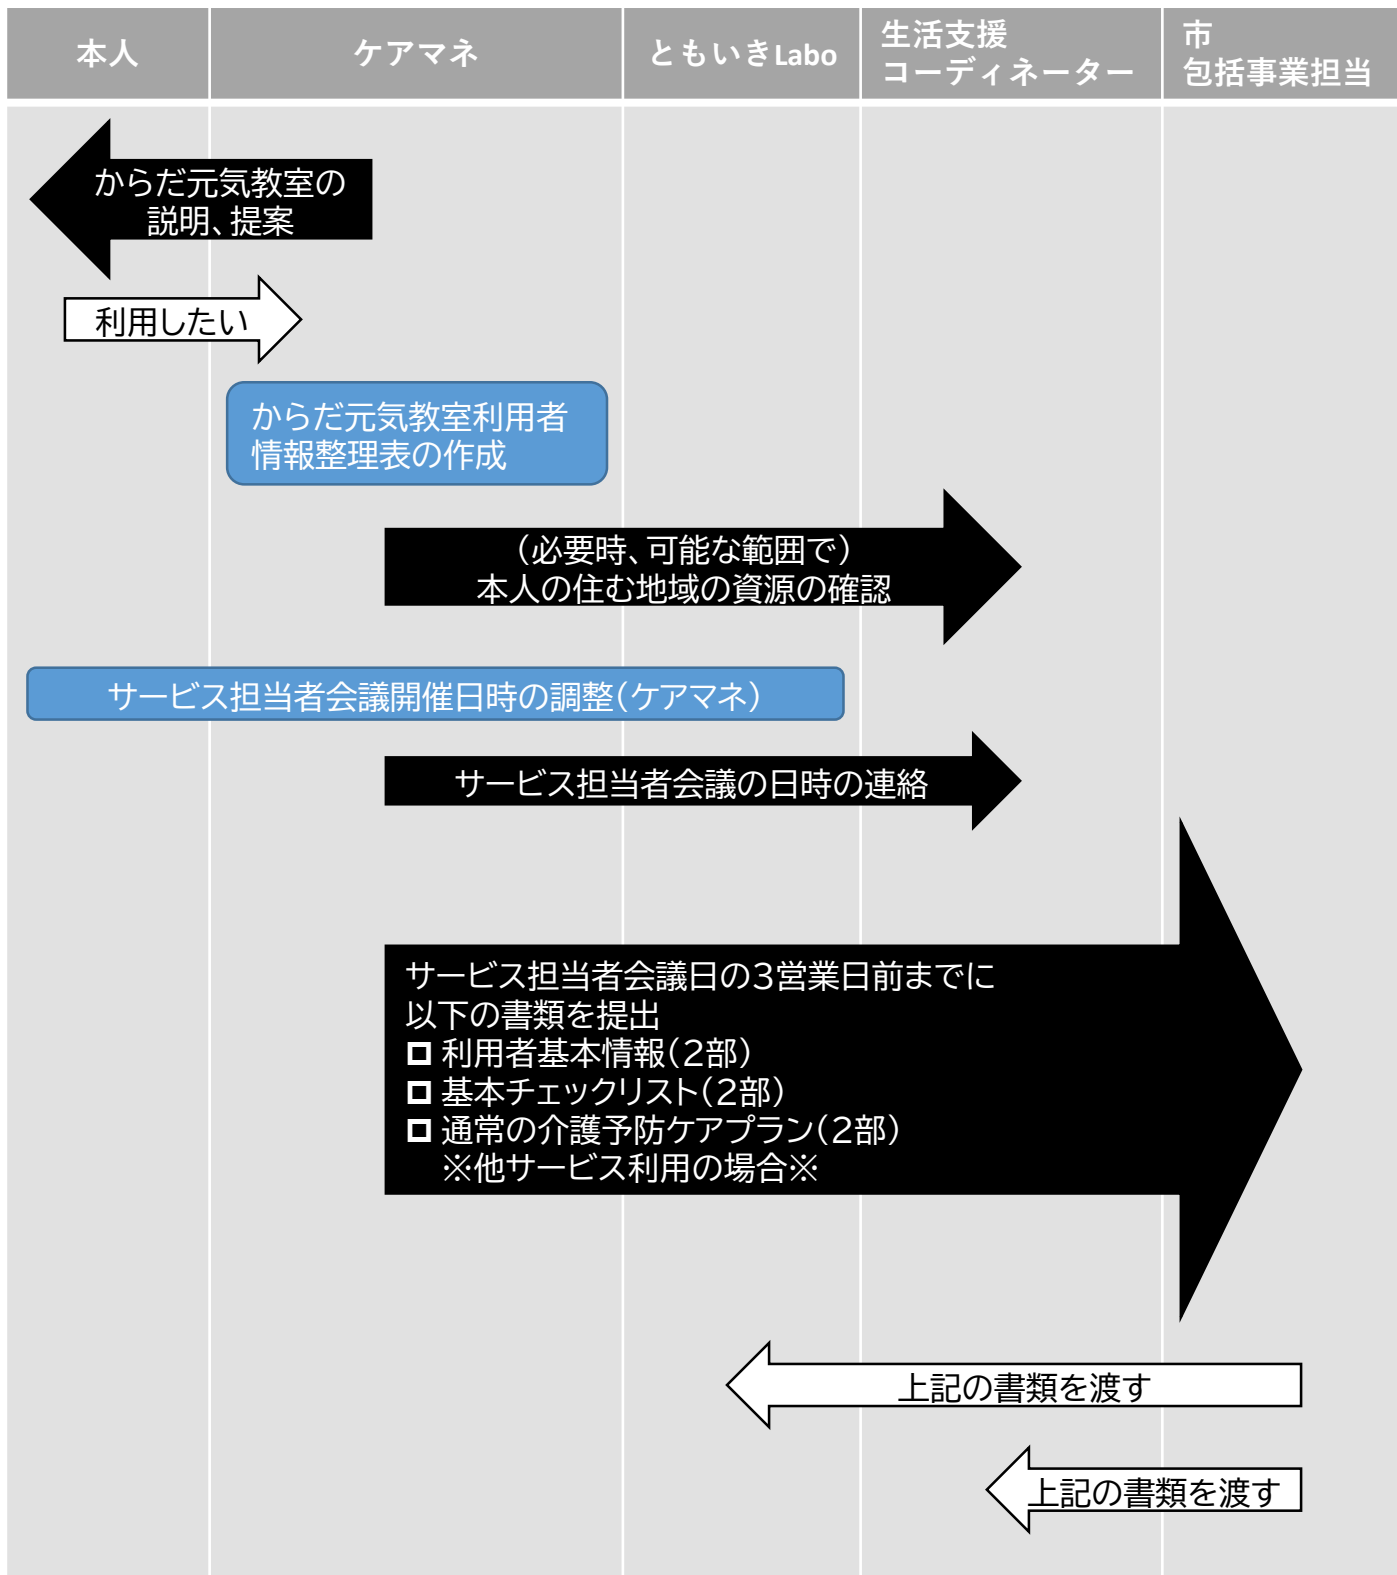 本人
ケアマネ
ともいきLabo
生活支援
コーディネーター
市
包括事業担当
からだ元気教室の
説明、提案
利用したい
からだ元気教室利用者
情報整理表の作成
（必要時、可能な範囲で）
本人の住む地域の資源の確認
サービス担当者会議開催日時の調整（ケアマネ）
サービス担当者会議の日時の連絡
サービス担当者会議日の3営業日前までに
以下の書類を提出
□ 利用者基本情報（2部）
□ 基本チェックリスト（2部）
□ 通常の介護予防ケアプラン（2部）
※他サービス利用の場合※
上記の書類を渡す
上記の書類を渡す